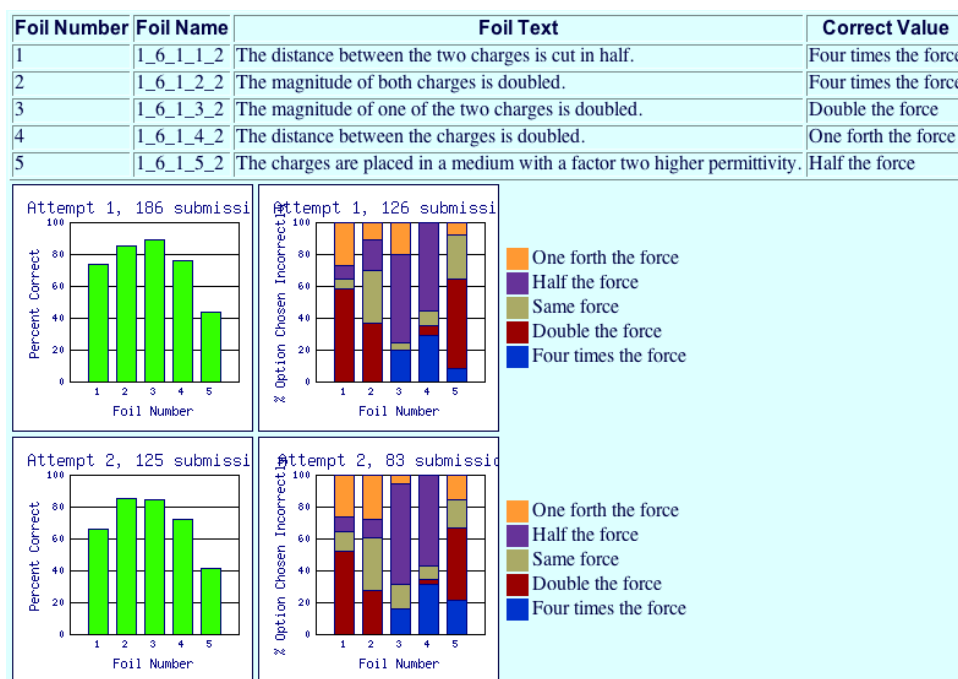 Foil Number Foil Name Foil Text Correct Value
1 1_6_1_1_2 The distance between the two charges is cut in half. Four times the force
2 1_6_1_2_2 The magnitude of both charges is doubled. Four times the force
3 1_6_1_3_2 The magnitude of one of the two charges is doubled. Double the force
4 1_6_1_4_2 The distance between the charges is doubled. One forth the force
5 1_6_1_5_2 The charges are placed in a medium with a factor two higher permittivity. Half the force
Attempt 1, 186 submissi
Percent Correct
100
80
60
40
20
0
1 2 3 4 5
Foil Number
Attempt 1, 126 submissi
% Option Chosen Incorrectly
100
80
60
40
20
0
1 2 3 4 5
Foil Number
One forth the force
Half the force
Same force
Double the force
Four times the force
Attempt 2, 125 submissi
Percent Correct
100
80
60
40
20
0
1 2 3 4 5
Foil Number
Attempt 2, 83 submissio
% Option Chosen Incorrectly
100
80
60
40
20
0
1 2 3 4 5
Foil Number
One forth the force
Half the force
Same force
Double the force
Four times the force